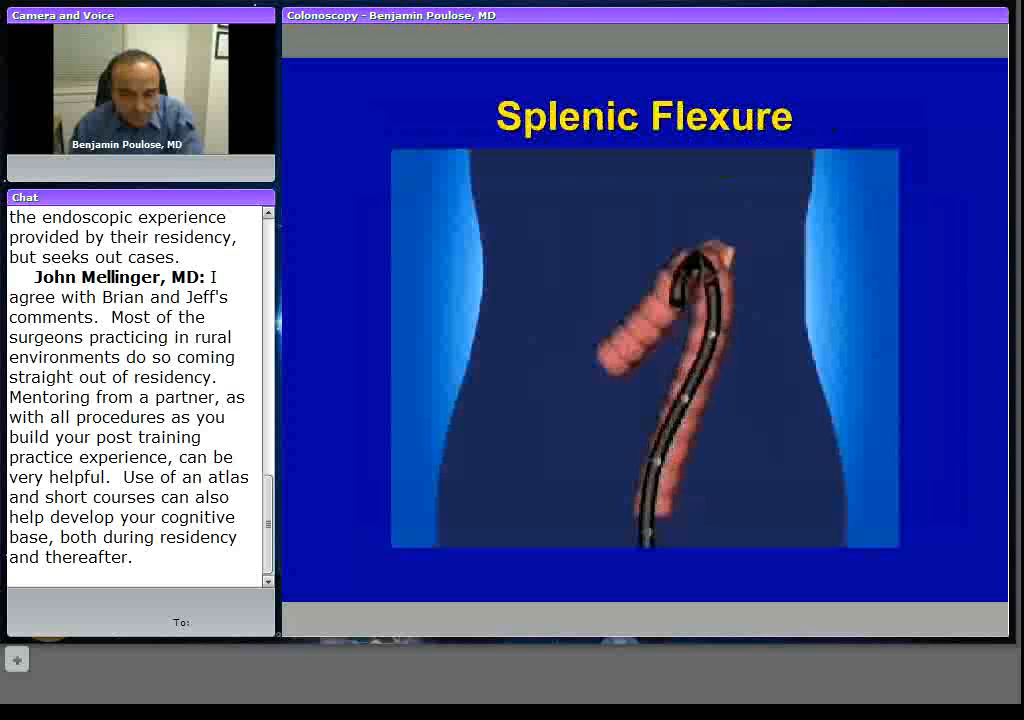 Camera and Voice
Benjamin Poulose, MD
Chat
the endoscopic experience
provided by their residency,
but seeks out cases.
John Mellinger, MD: I
agree with Brian and Jeff's
comments. Most of the
surgeons practicing in rural
environments do so coming
straight out of residency.
Mentoring from a partner, as
with all procedures as you
build your post training
practice experience, can be
very helpful. Use of an atlas
and short courses can also
help develop your cognitive
base, both during residency
and thereafter.
To:
Colonoscopy - Benjamin Poulose, MD
Splenic Flexure